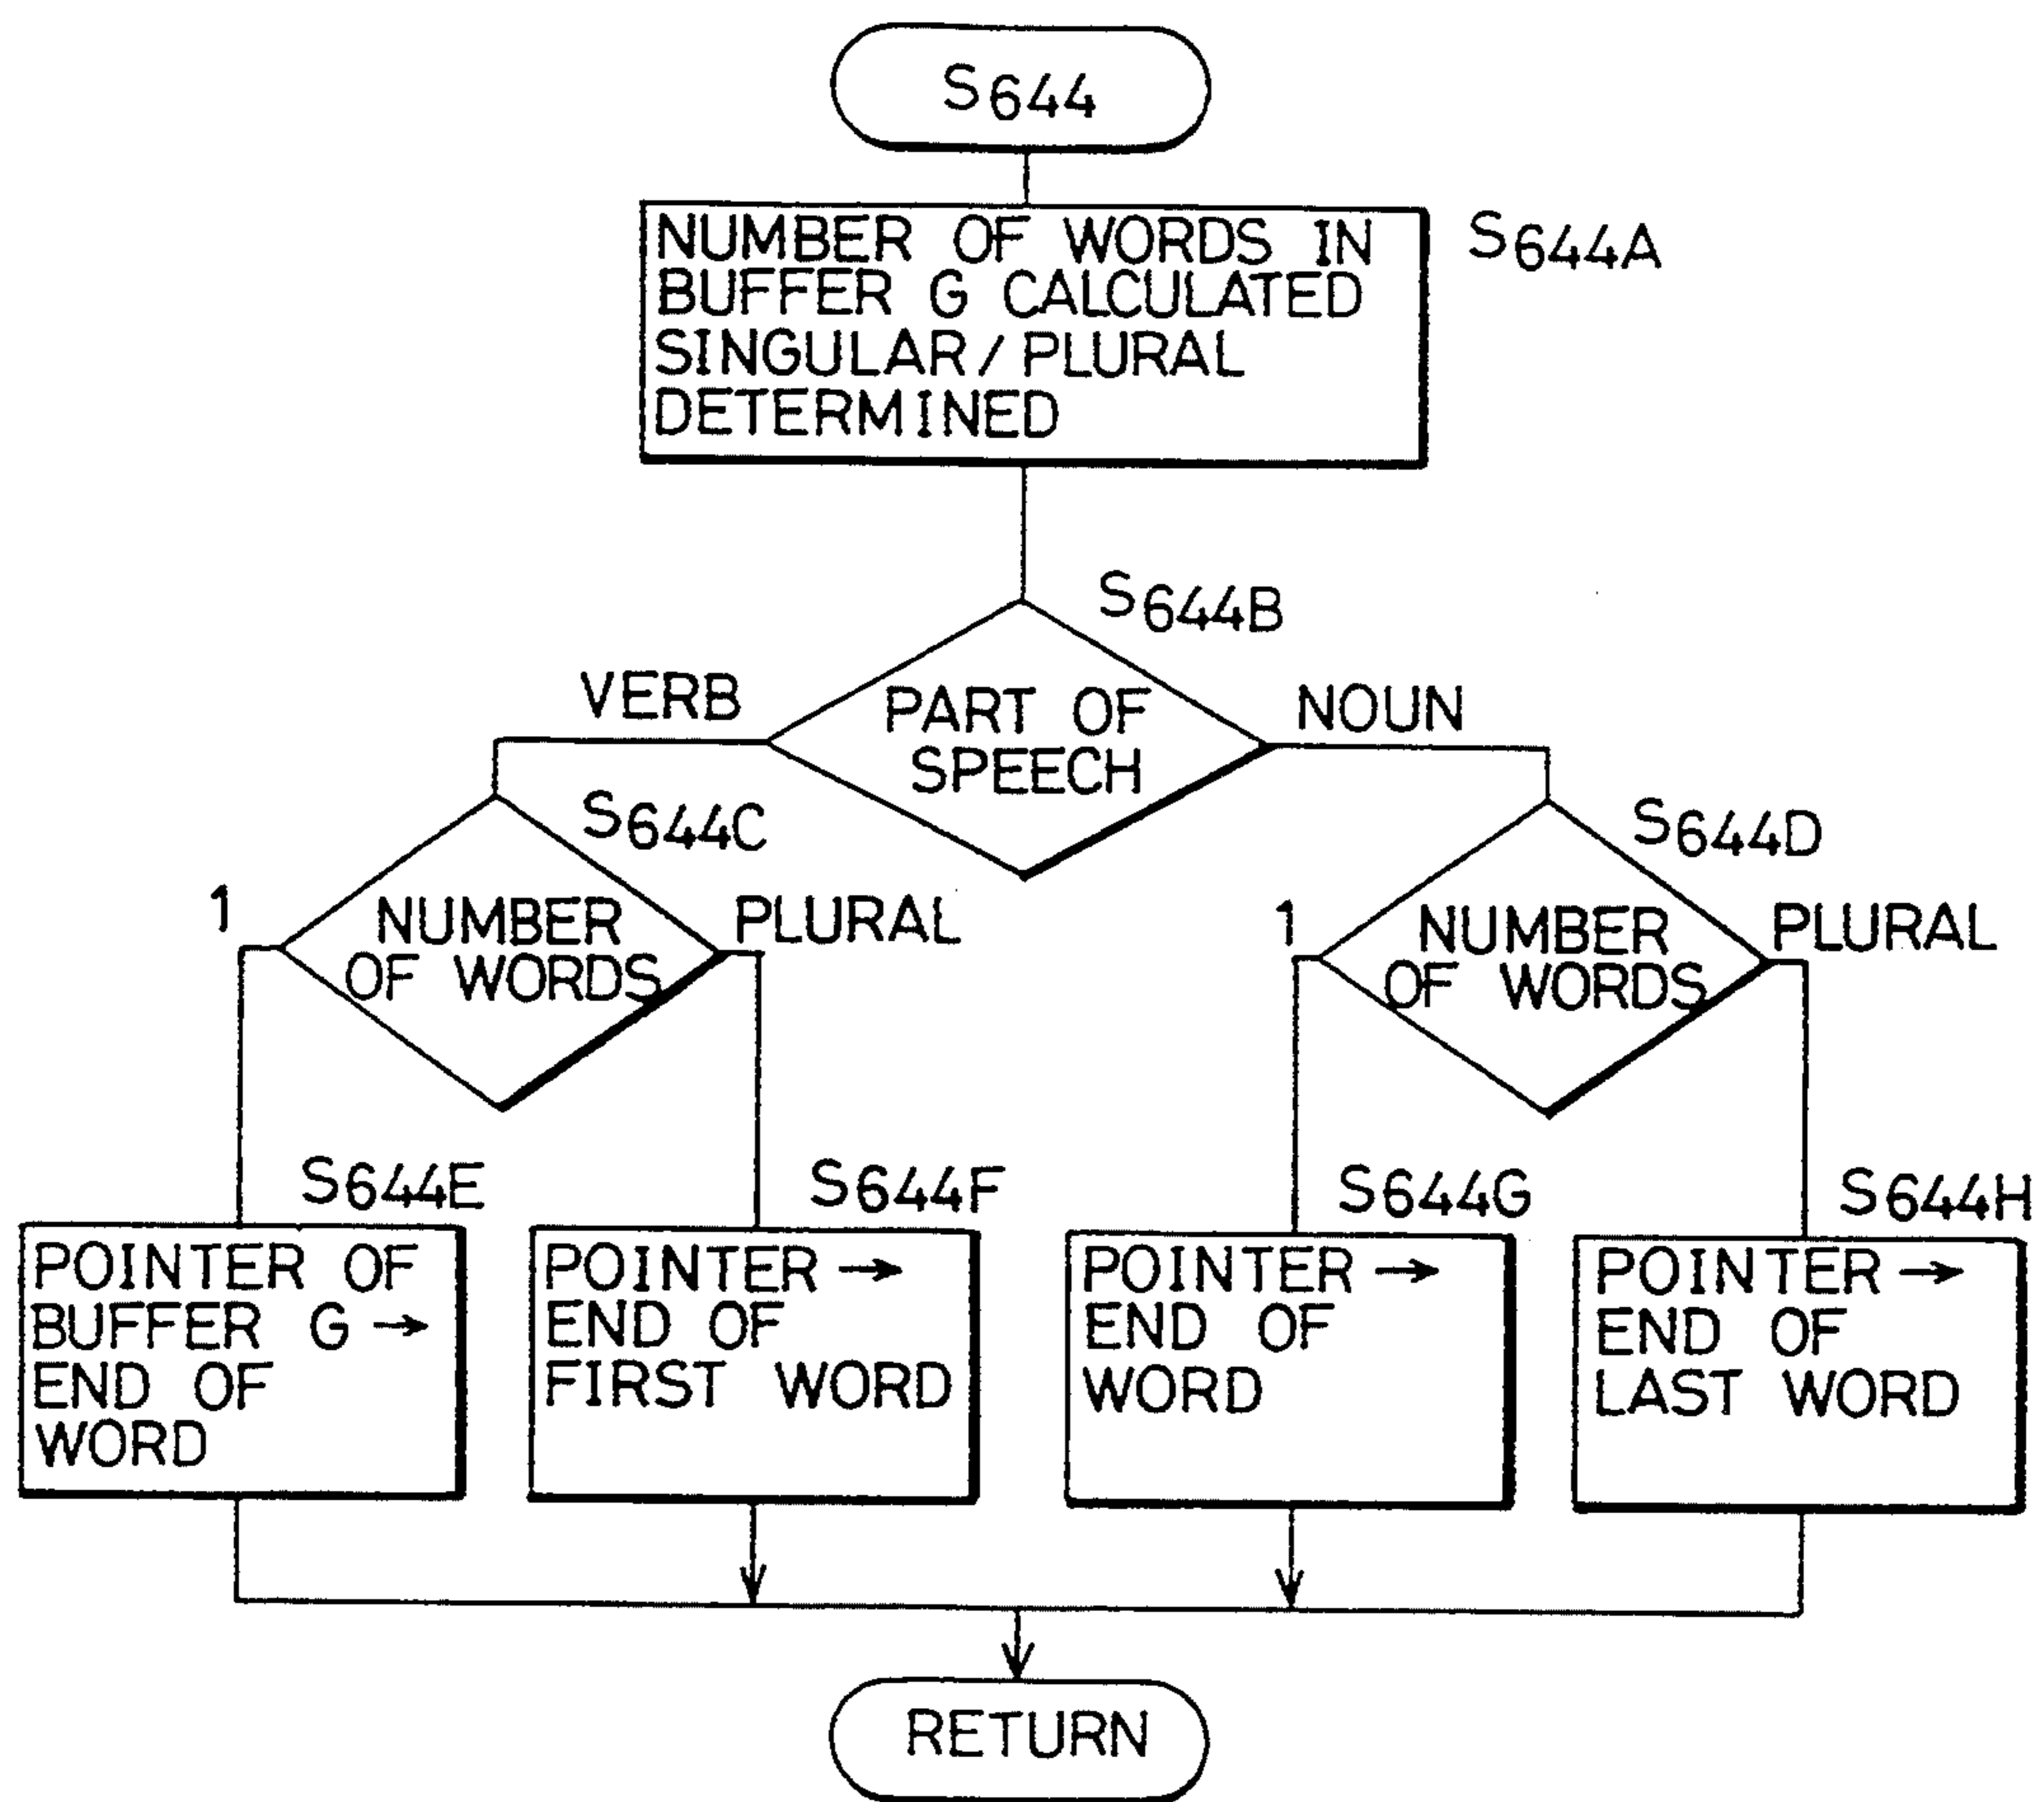 S644
NUMBER OF WORDS IN
BUFFER G CALCULATED
SINGULAR/PLURAL
DETERMINED
S644A
S644B
VERB
PART OF
SPEECH
NOUN
S644C
1
NUMBER
OF WORDS
PLURAL
S644D
1
NUMBER
OF WORDS
PLURAL
S644E
POINTER OF
BUFFER G →
END OF
WORD
S644F
POINTER →
END OF
FIRST WORD
S644G
POINTER →
END OF
WORD
S644H
POINTER →
END OF
LAST WORD
RETURN